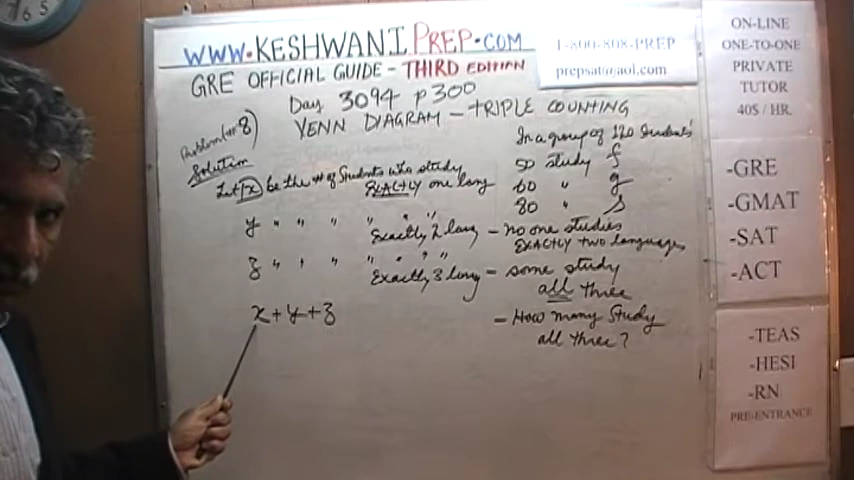 WWW.KESHWANIPREP.COM
GRE OFFICIAL GUIDE - THIRD EDITION
1-800-808-PREP
prepsat@aol.com
Day 3094 p300
VENN DIAGRAM - TRIPLE COUNTING
Problem # 8)
Solution
Let x be the # of Students who study
EXACTLY one lang
y " " " " " "
Exactly 2 lang
z " " " " " "
Exactly 3 lang
x + y + z
In a group of 120 Students
50 study f
60 " g
80 " s
- no one studies
EXACTLY two languages
- some study
all three
- How many Study
all three?
ON-LINE
ONE-TO-ONE
PRIVATE
TUTOR
40$ / HR.
-GRE
-GMAT
-SAT
-ACT
-TEAS
-HESI
-RN
PRE-ENTRANCE
6 5